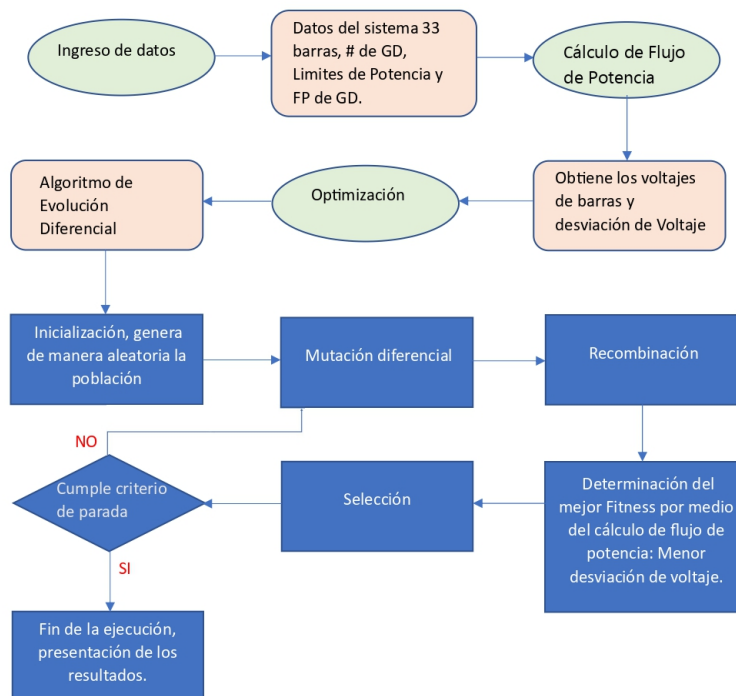 Ingreso de datos
Datos del sistema 33
barras, # de GD,
Limites de Potencia y
FP de GD.
Cálculo de Flujo
de Potencia
Obtiene los voltajes
de barras y
desviación de Voltaje
Optimización
Algoritmo de
Evolución
Diferencial
Inicialización, genera
de manera aleatoria la
población
Mutación diferencial
Recombinación
Determinación del
mejor Fitness por medio
del cálculo de flujo de
potencia: Menor
desviación de voltaje.
Selección
Cumple criterio
de parada
NO
SI
Fin de la ejecución,
presentación de los
resultados.